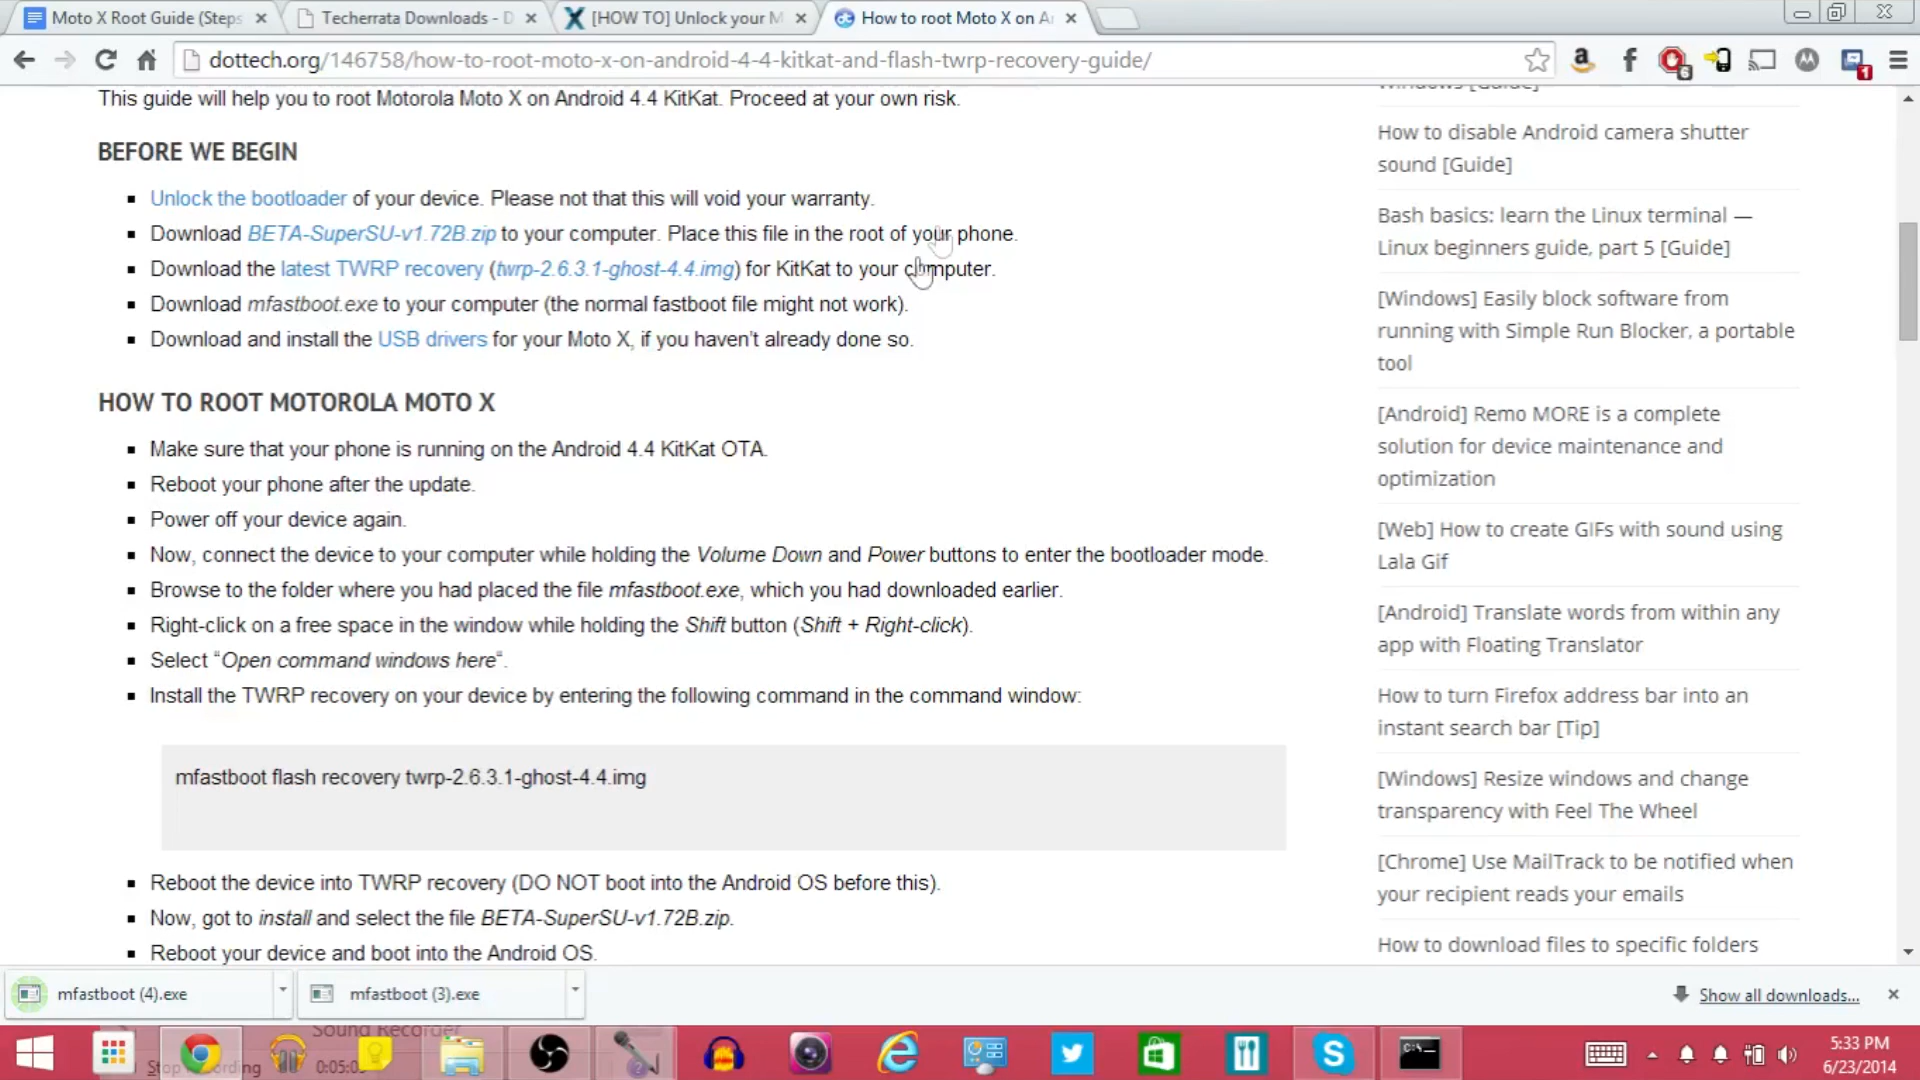 Moto X Root Guide (Steps
Techerrata Downloads - D
[HOW TO] Unlock your M
How to root Moto X on A
dottech.org/146758/how-to-root-moto-x-on-android-4-4-kitkat-and-flash-twrp-recovery-guide/
This guide will help you to root Motorola Moto X on Android 4.4 KitKat. Proceed at your own risk.
BEFORE WE BEGIN
Unlock the bootloader of your device. Please not that this will void your warranty.
Download BETA-SuperSU-v1.72B.zip to your computer. Place this file in the root of your phone.
Download the latest TWRP recovery (twrp-2.6.3.1-ghost-4.4.img) for KitKat to your computer.
Download mfastboot.exe to your computer (the normal fastboot file might not work).
Download and install the USB drivers for your Moto X, if you haven't already done so.
HOW TO ROOT MOTOROLA MOTO X
Make sure that your phone is running on the Android 4.4 KitKat OTA.
Reboot your phone after the update.
Power off your device again.
Now, connect the device to your computer while holding the Volume Down and Power buttons to enter the bootloader mode.
Browse to the folder where you had placed the file mfastboot.exe, which you had downloaded earlier.
Right-click on a free space in the window while holding the Shift button (Shift + Right-click).
Select “Open command windows here“.
Install the TWRP recovery on your device by entering the following command in the command window:
mfastboot flash recovery twrp-2.6.3.1-ghost-4.4.img
Reboot the device into TWRP recovery (DO NOT boot into the Android OS before this).
Now, got to install and select the file BETA-SuperSU-v1.72B.zip.
Reboot your device and boot into the Android OS.
Windows [Guide]
How to disable Android camera shutter
sound [Guide]
Bash basics: learn the Linux terminal —
Linux beginners guide, part 5 [Guide]
[Windows] Easily block software from
running with Simple Run Blocker, a portable
tool
[Android] Remo MORE is a complete
solution for device maintenance and
optimization
[Web] How to create GIFs with sound using
Lala Gif
[Android] Translate words from within any
app with Floating Translator
How to turn Firefox address bar into an
instant search bar [Tip]
[Windows] Resize windows and change
transparency with Feel The Wheel
[Chrome] Use MailTrack to be notified when
your recipient reads your emails
How to download files to specific folders
mfastboot (4).exe
mfastboot (3).exe
Show all downloads...
Sound Recorder
Stop Recording 0:05:0
5:33 PM
6/23/2014